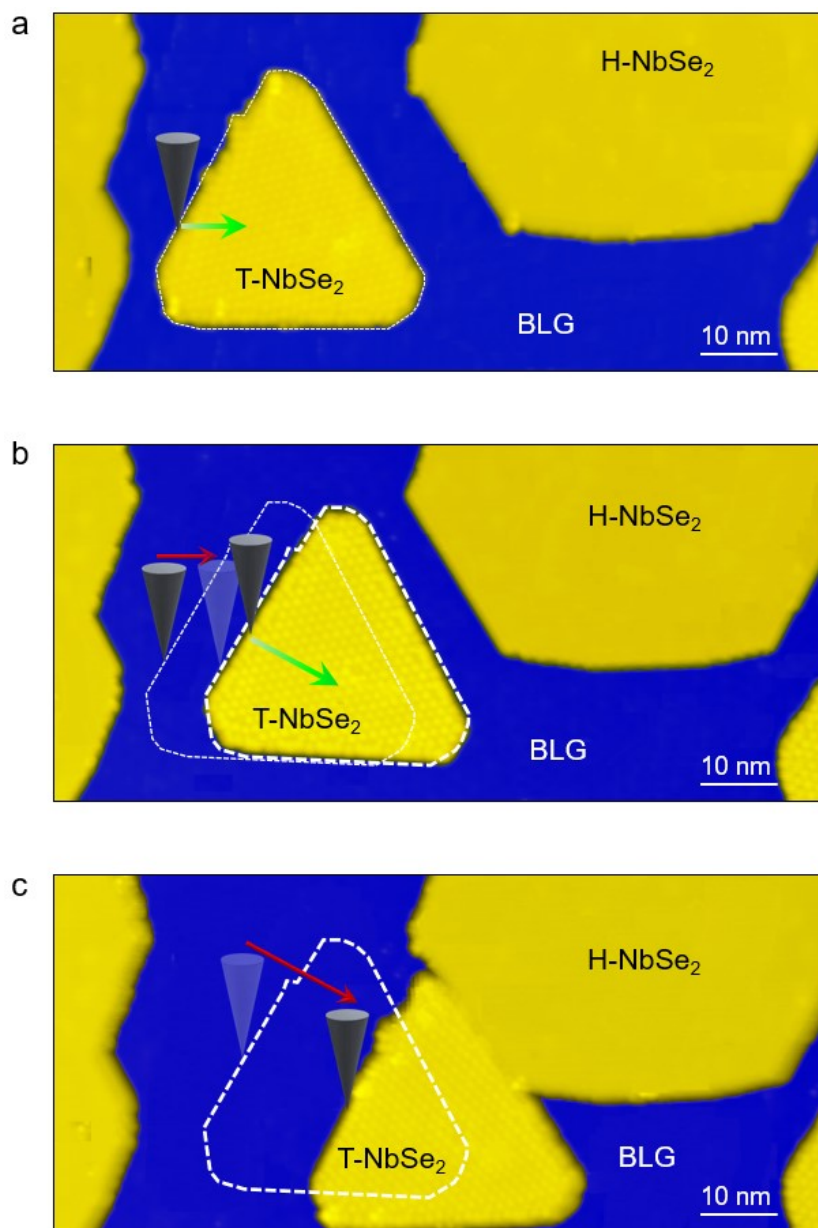 a
H-NbSe₂
T-NbSe₂
BLG
10 nm
b
H-NbSe₂
T-NbSe₂
BLG
10 nm
c
H-NbSe₂
T-NbSe₂
BLG
10 nm